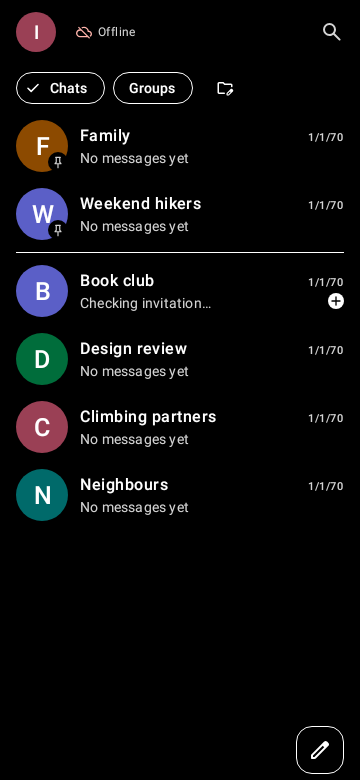 I
Offline
Chats
Groups
F
Family
1/1/70
No messages yet
W
Weekend hikers
1/1/70
No messages yet
B
Book club
1/1/70
Checking invitation…
D
Design review
1/1/70
No messages yet
C
Climbing partners
1/1/70
No messages yet
N
Neighbours
1/1/70
No messages yet